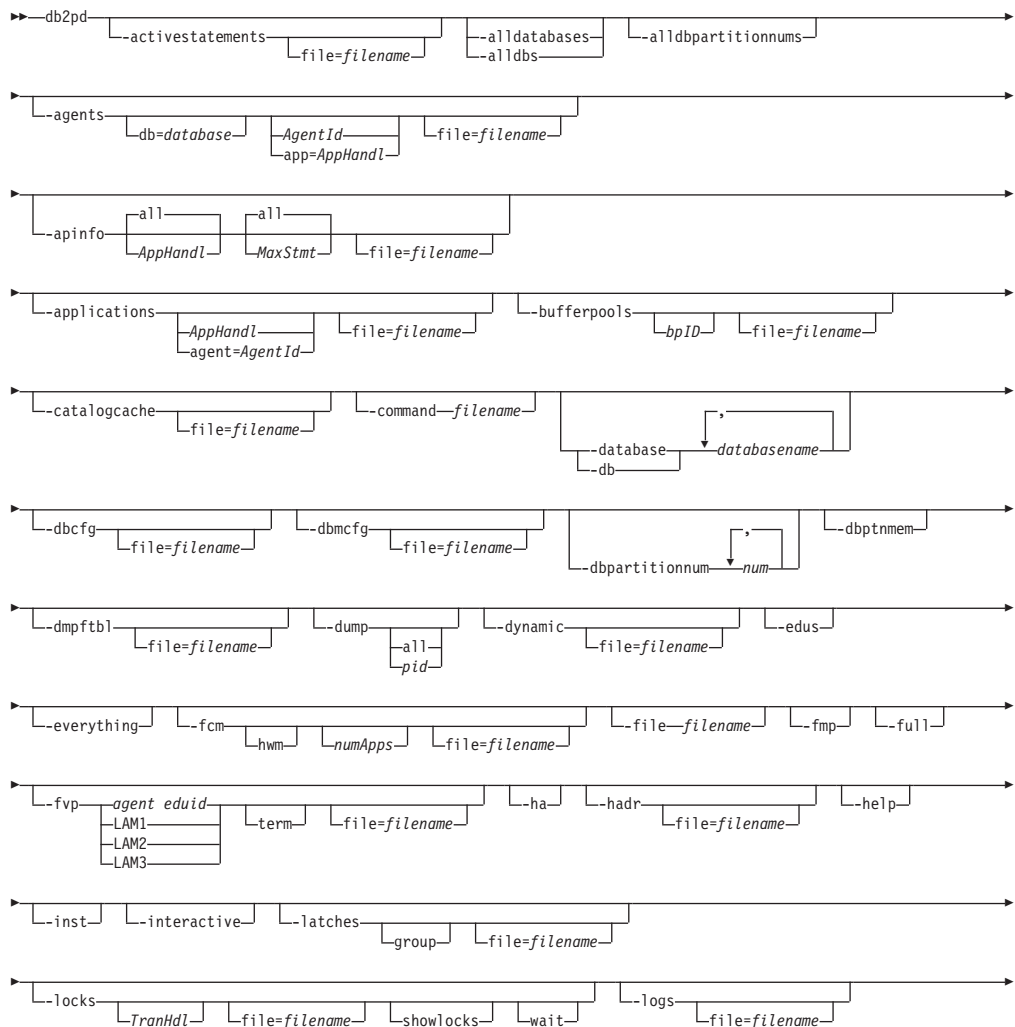 db2pd
-activestatements
file=filename
-alldatabases
-alldbs
-alldbpartitionnums
-agents
db=database
AgentId
app=AppHandl
file=filename
all
all
-apinfo
AppHandl
MaxStmt
file=filename
-applications
AppHandl
agent=AgentId
file=filename
-bufferpools
bpID
file=filename
-catalogcache
file=filename
-command filename
,
-database
-db
databasename
-dbcfg
file=filename
-dbmcfg
file=filename
,
-dbpartitionnum num
-dbptnmem
-dmpftbl
file=filename
-dump
all
pid
-dynamic
file=filename
-edus
-everything
-fcm
hwm
numApps
file=filename
-file filename
-fmp
-full
-fvp
agent eduid
LAM1
LAM2
LAM3
term
file=filename
-ha
-hadr
file=filename
-help
-inst
-interactive
-latches
group
file=filename
-locks
TranHdl
file=filename
showlocks
wait
-logs
file=filename